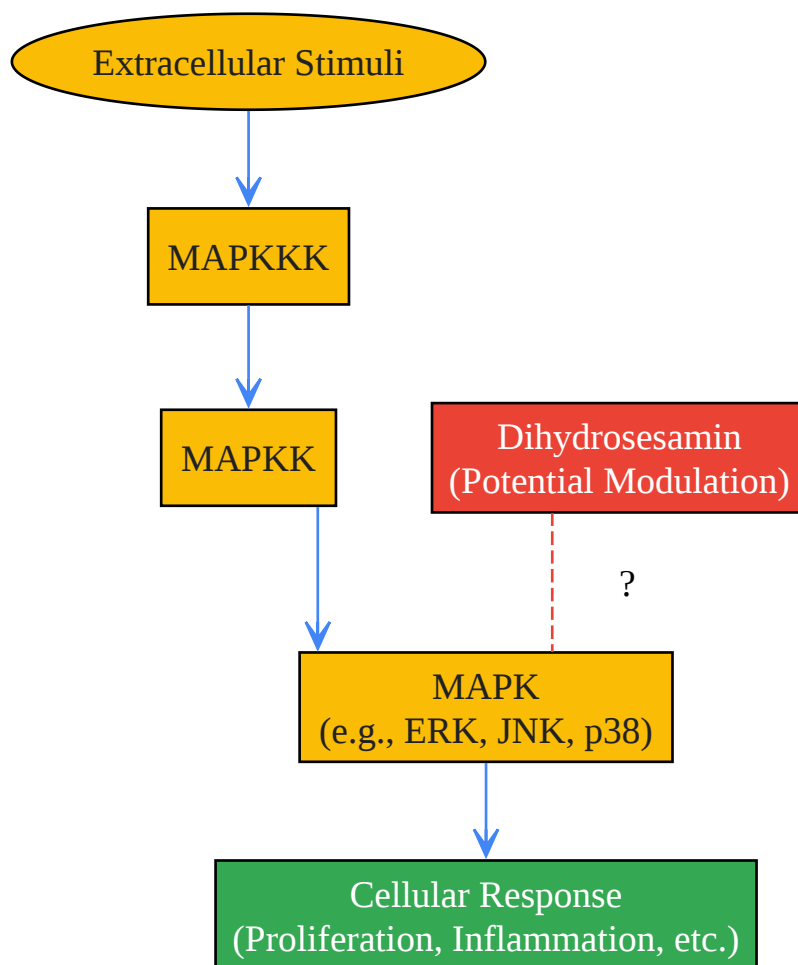 Extracellular Stimuli
MAPKKK
MAPKK
Dihydrosesamin
(Potential Modulation)
?
MAPK
(e.g., ERK, JNK, p38)
Cellular Response
(Proliferation, Inflammation, etc.)